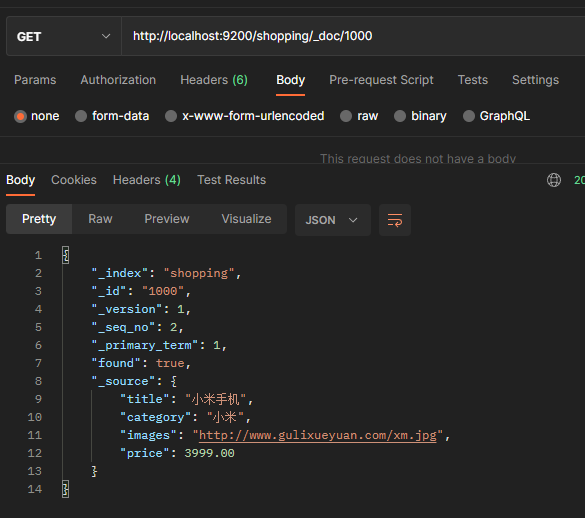 GET http://localhost:9200/shopping/_doc/1000
Params Authorization Headers (6) Body Pre-request Script Tests Settings
none form-data x-www-form-urlencoded raw binary GraphQL
This request does not have a body
Body Cookies Headers (4) Test Results 20
Pretty Raw Preview Visualize JSON
1 {
2 "_index": "shopping",
3 "_id": "1000",
4 "_version": 1,
5 "_seq_no": 2,
6 "_primary_term": 1,
7 "found": true,
8 "_source": {
9 "title": "小米手机",
10 "category": "小米",
11 "images": "http://www.gulixueyuan.com/xm.jpg",
12 "price": 3999.00
13 }
14 }